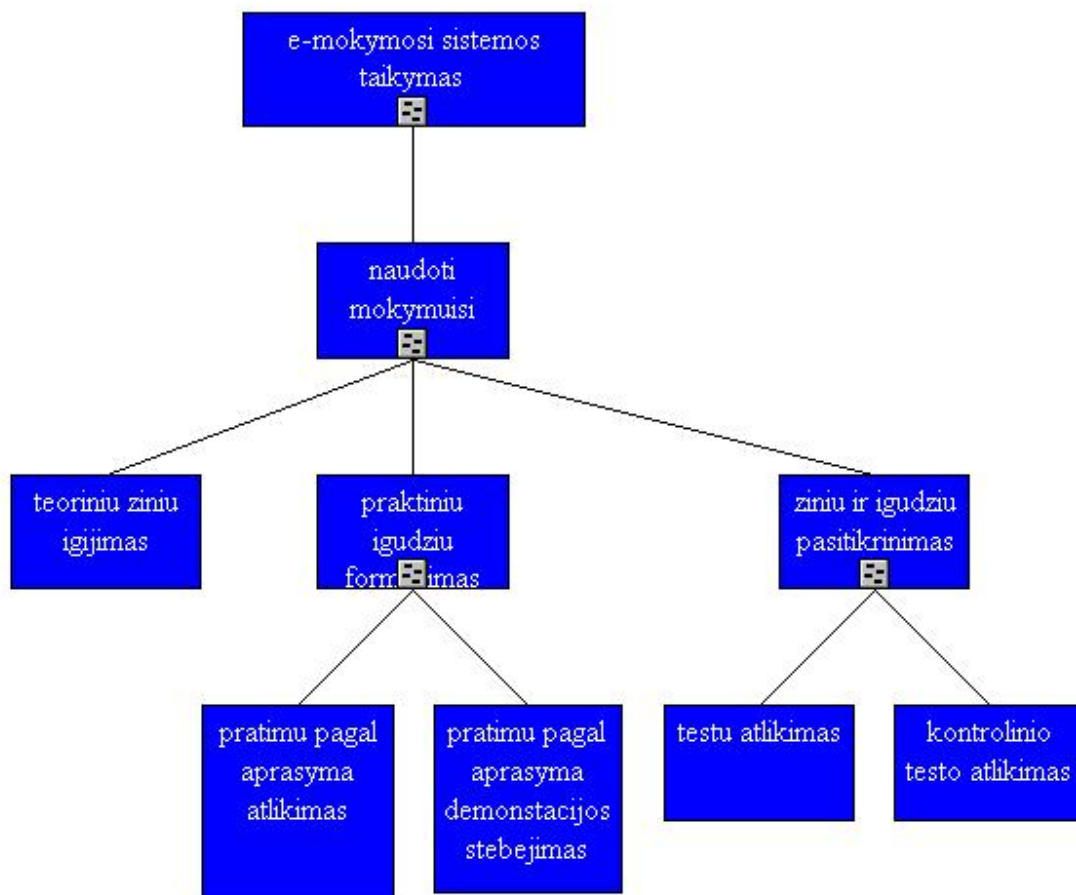 e-mokymosi sistemos
taikymas
naudoti
mokymuisi
teoriniu ziniu
igijimas
praktiniu
igudziu
ziniu ir igudziu
pasitikrinimas
pratimu pagal
aprasyma
atlikimas
pratimu pagal
aprasyma
demonstacijos
stebejimas
testu atlikimas
kontrolinio
testo atlikimas